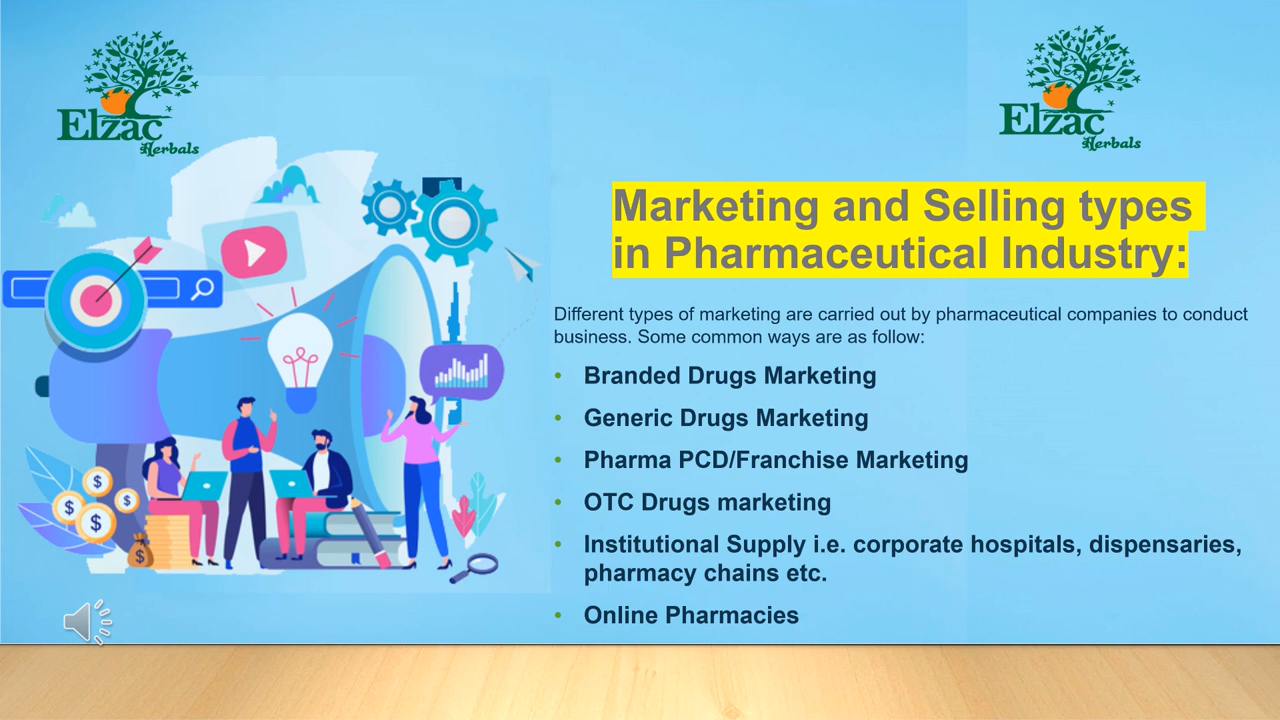 Elzac
Herbals
Elzac
Herbals
Marketing and Selling types
in Pharmaceutical Industry:
Different types of marketing are carried out by pharmaceutical companies to conduct
business. Some common ways are as follow:
• Branded Drugs Marketing
• Generic Drugs Marketing
• Pharma PCD/Franchise Marketing
• OTC Drugs marketing
• Institutional Supply i.e. corporate hospitals, dispensaries,
pharmacy chains etc.
• Online Pharmacies
$
$
$
$
$